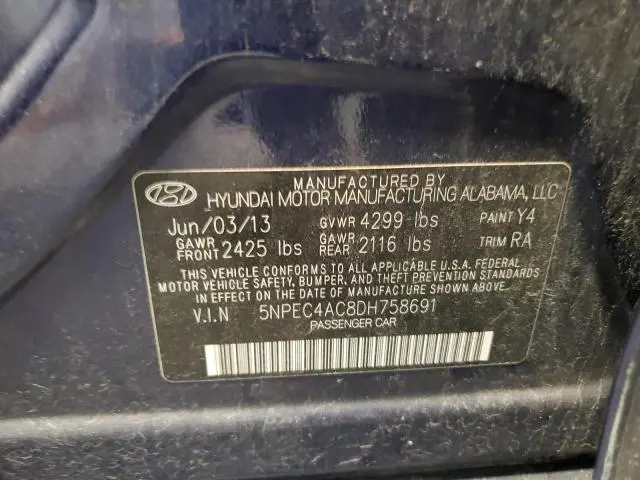 MANUFACTURED BY
HYUNDAI MOTOR MANUFACTURING ALABAMA, LLC
Jun/03/13 GVWR 4299 lbs PAINT Y4
GAWR FRONT 2425 lbs GAWR REAR 2116 lbs TRIM RA
THIS VEHICLE CONFORMS TO ALL APPLICABLE U.S.A. FEDERAL
MOTOR VEHICLE SAFETY, BUMPER, AND THEFT PREVENTION STANDARDS
IN EFFECT ON THE DATE OF MANUFACTURE SHOWN ABOVE.
V.I.N 5NPEC4AC8DH758691
PASSENGER CAR